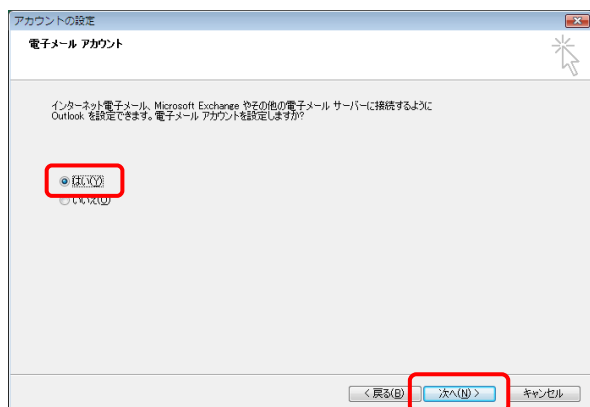 アカウントの設定
電子メール アカウント
インターネット電子メール、Microsoft Exchange やその他の電子メール サーバーに接続するように
Outlook を設定できます。電子メール アカウントを設定しますか?
はい(Y)
いいえ(O)
< 戻る(B)
次へ(N) >
キャンセル